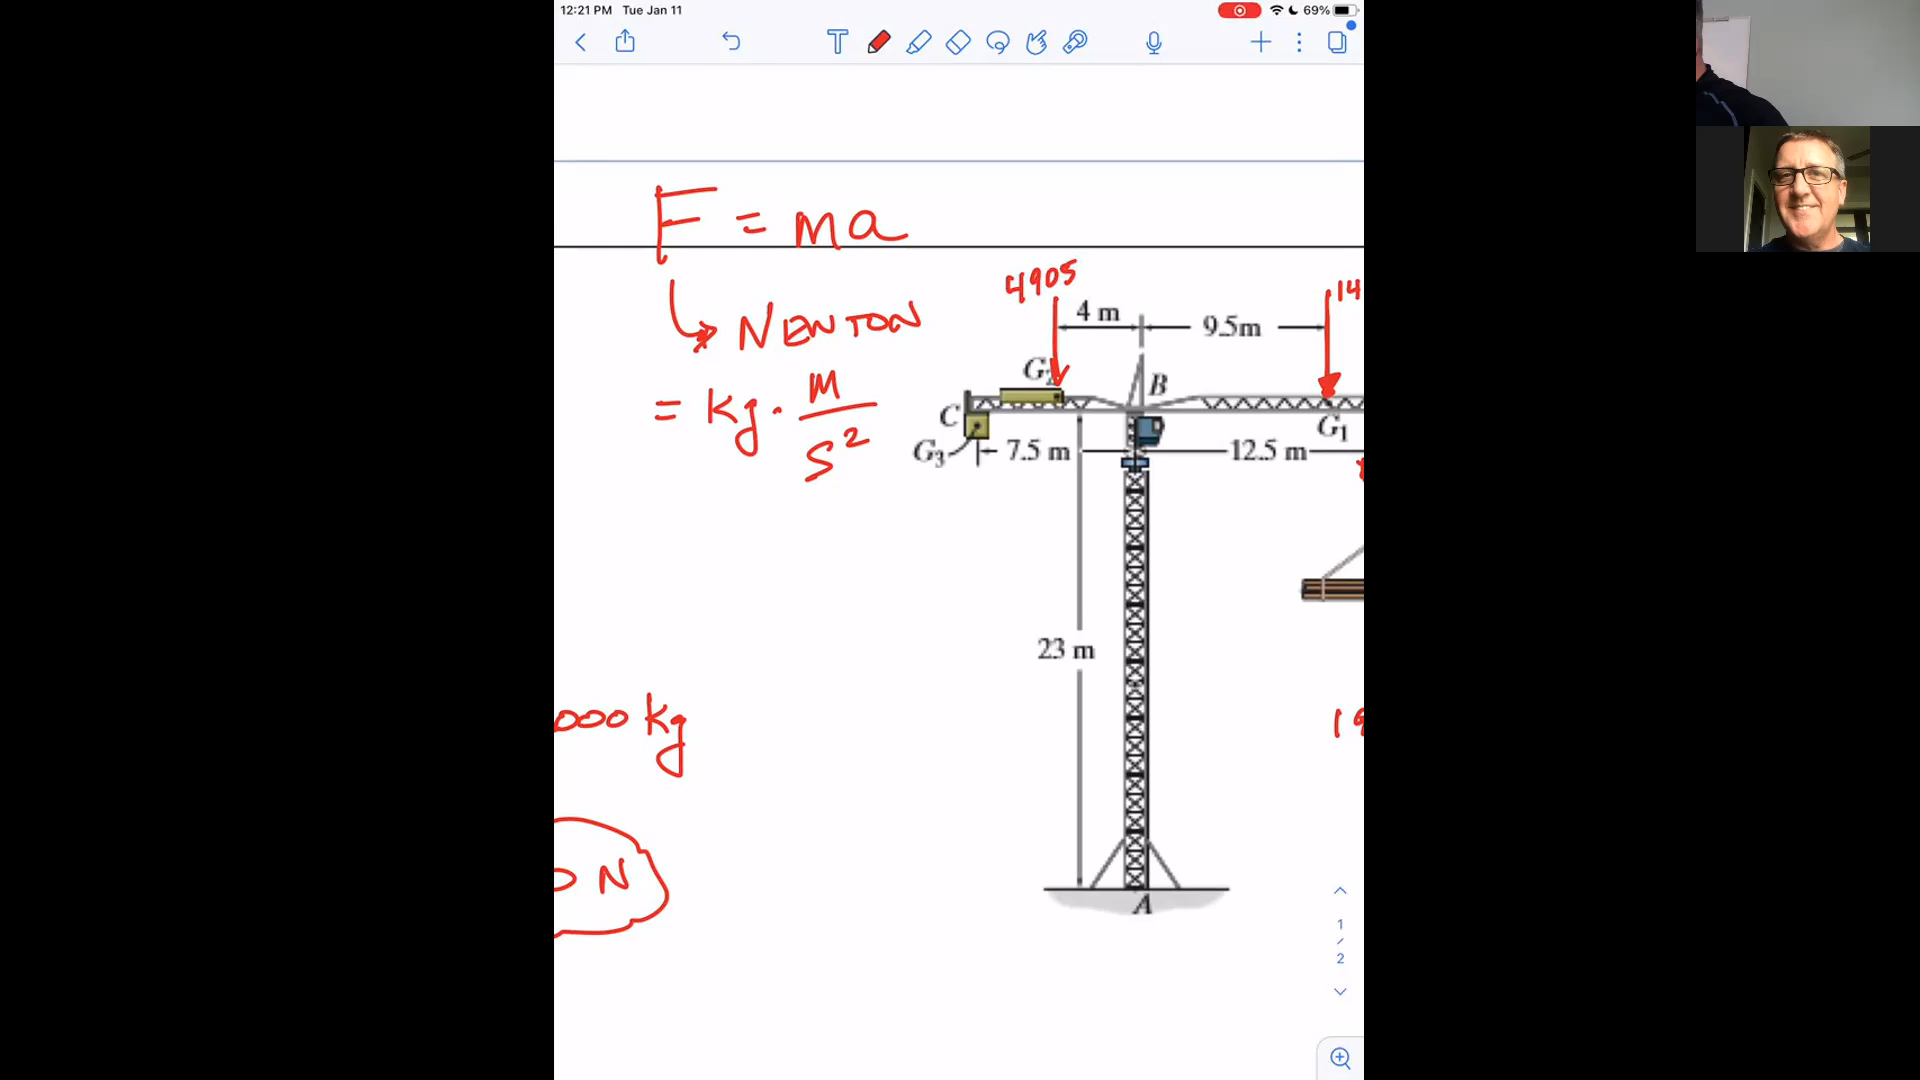 12:21 PM Tue Jan 11
69%
F = ma
4905
14
4 m
9.5m
NEWTON
G2
B
= kg · m/s²
C
G1
G3
7.5 m
12.5 m
23 m
000 kg
19
O N
A
1
/
2